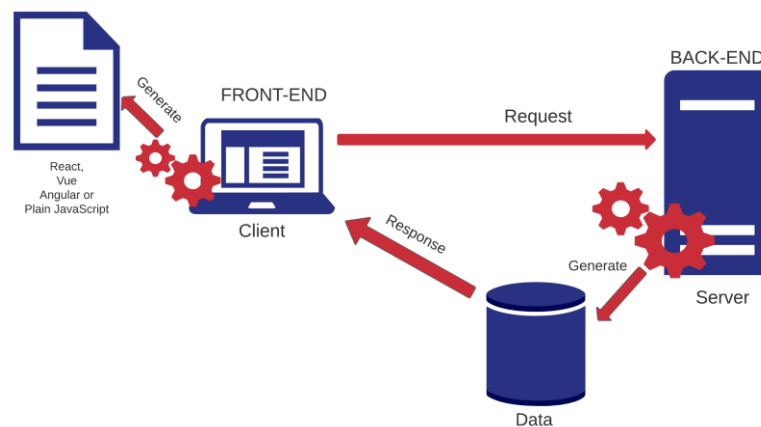 BACK-END
Generate
FRONT-END
Request
React,
Vue
Angular or
Plain JavaScript
Client
Response
Generate
Server
Data